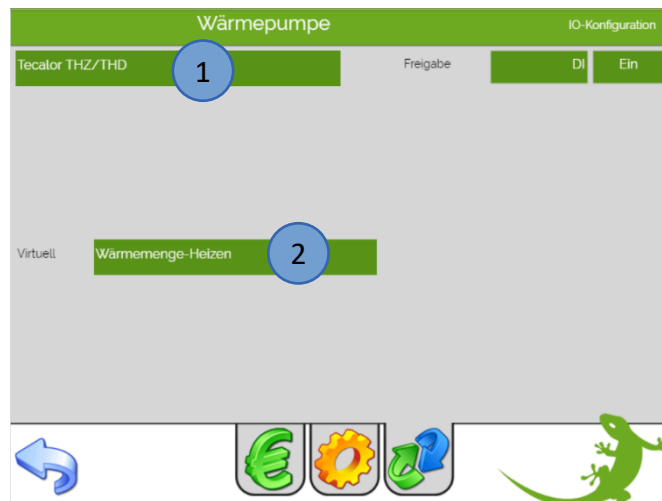 Wärmepumpe
IO-Konfiguration
Tecalor THZ/THD
1
Freigabe
DI
Ein
Virtuell
Wärmemenge-Heizen
2
€